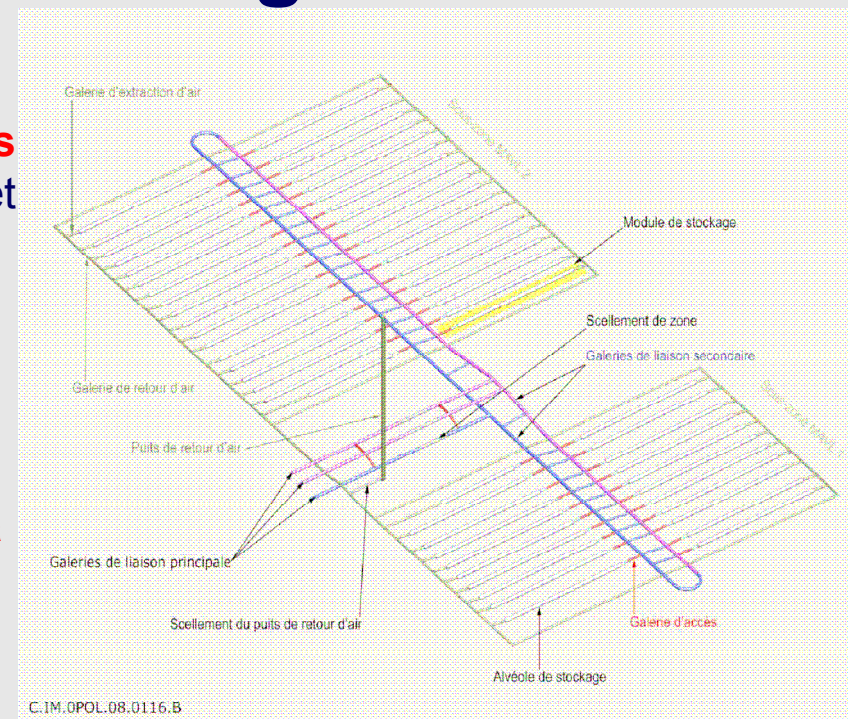 g
s
et
Galerie d'extraction d'air
Module de stockage
Scellement de zone
Galeries de liaison secondaire
Galerie de retour d'air
Puits de retour d'air
Galeries de liaison principale
Scellement du puits de retour d'air
Galerie d'accès
Alvéole de stockage
C.IM.0POL.08.0116.B